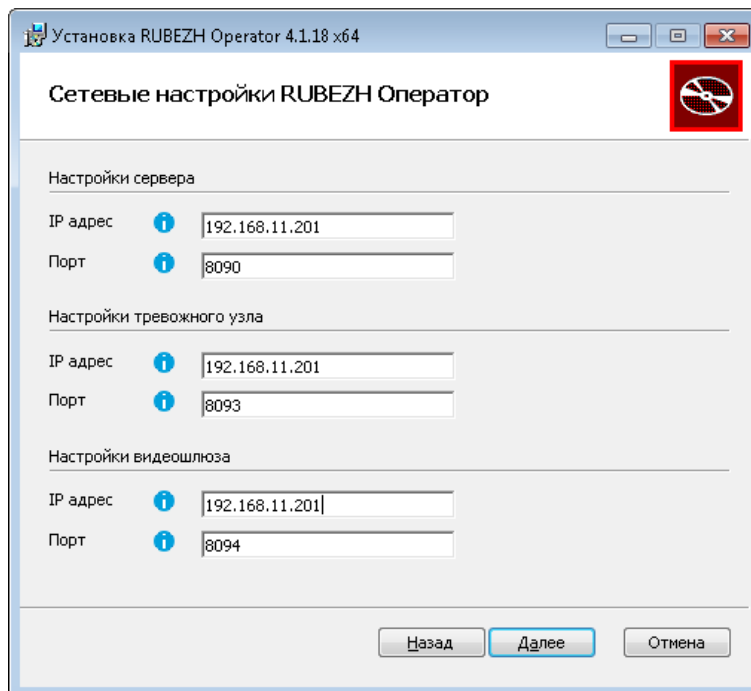 Установка RUBEZH Operator 4.1.18 x64
Сетевые настройки RUBEZH Оператор
Настройки сервера
IP адрес 192.168.11.201
Порт 8090
Настройки тревожного узла
IP адрес 192.168.11.201
Порт 8093
Настройки видеошлюза
IP адрес 192.168.11.201
Порт 8094
Назад Далее Отмена